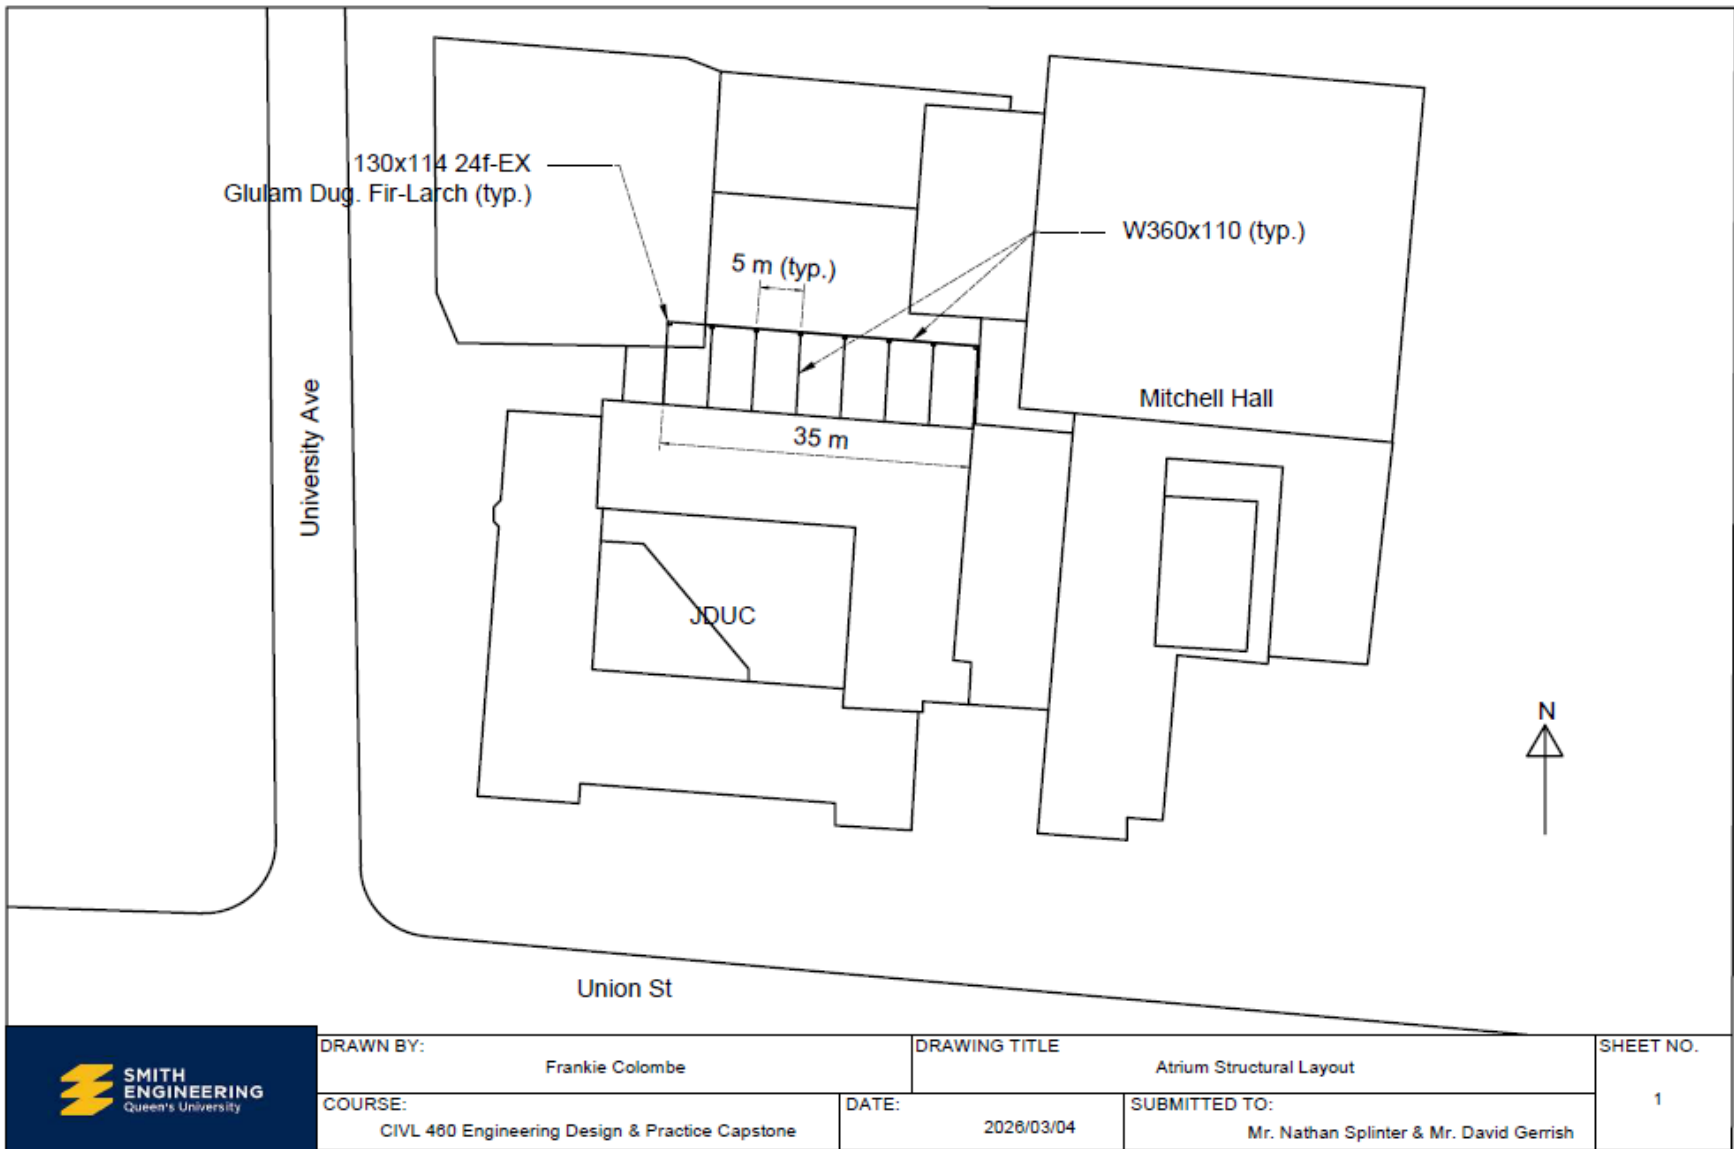 130x114 24f-EX
Glulam Dug. Fir-Larch (typ.)
W360x110 (typ.)
5 m (typ.)
Mitchell Hall
University Ave
35 m
JDUC
N
Union St
SMITH
ENGINEERING
Queen's University
DRAWN BY:
Frankie Colombe
DRAWING TITLE
Atrium Structural Layout
SHEET NO.
1
COURSE:
CIVL 460 Engineering Design & Practice Capstone
DATE:
2026/03/04
SUBMITTED TO:
Mr. Nathan Splinter & Mr. David Gerrish